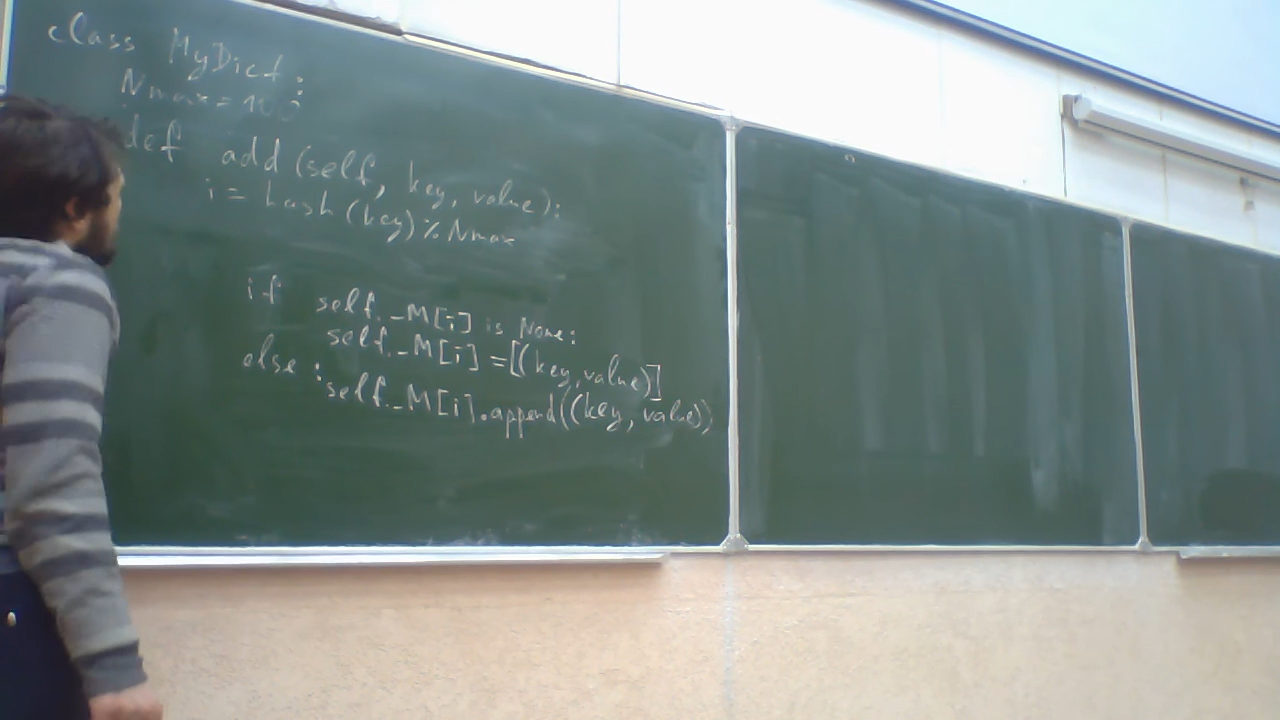 class MyDict:
Nmax = 100
def add (self, key, value):
i = hash (key) % Nmax
if self._M[i] is None:
self._M[i] = [(key, value)]
else : self._M[i].append((key, value))